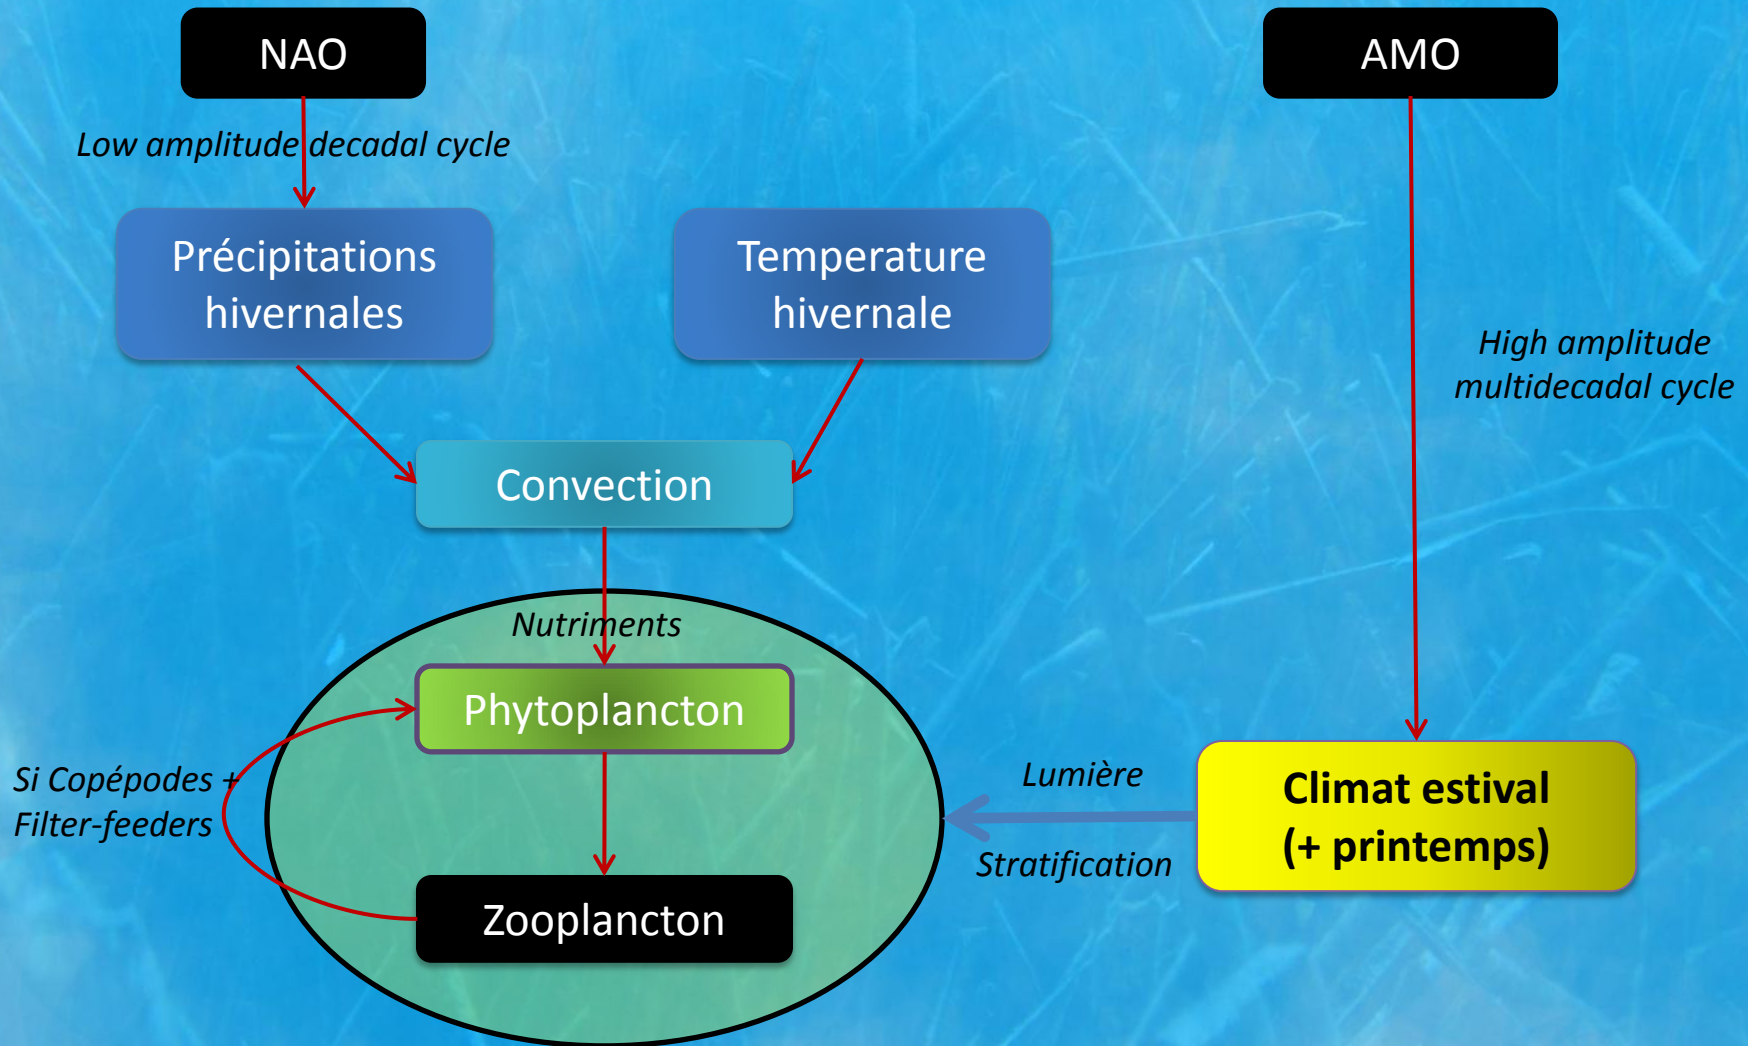 NAO
AMO
Low amplitude decadal cycle
Précipitations
hivernales
Temperature
hivernale
High amplitude
multidecadal cycle
Convection
Nutriments
Phytoplancton
Si Copépodes +
Filter-feeders
Lumière
Stratification
Climat estival
(+ printemps)
Zooplancton